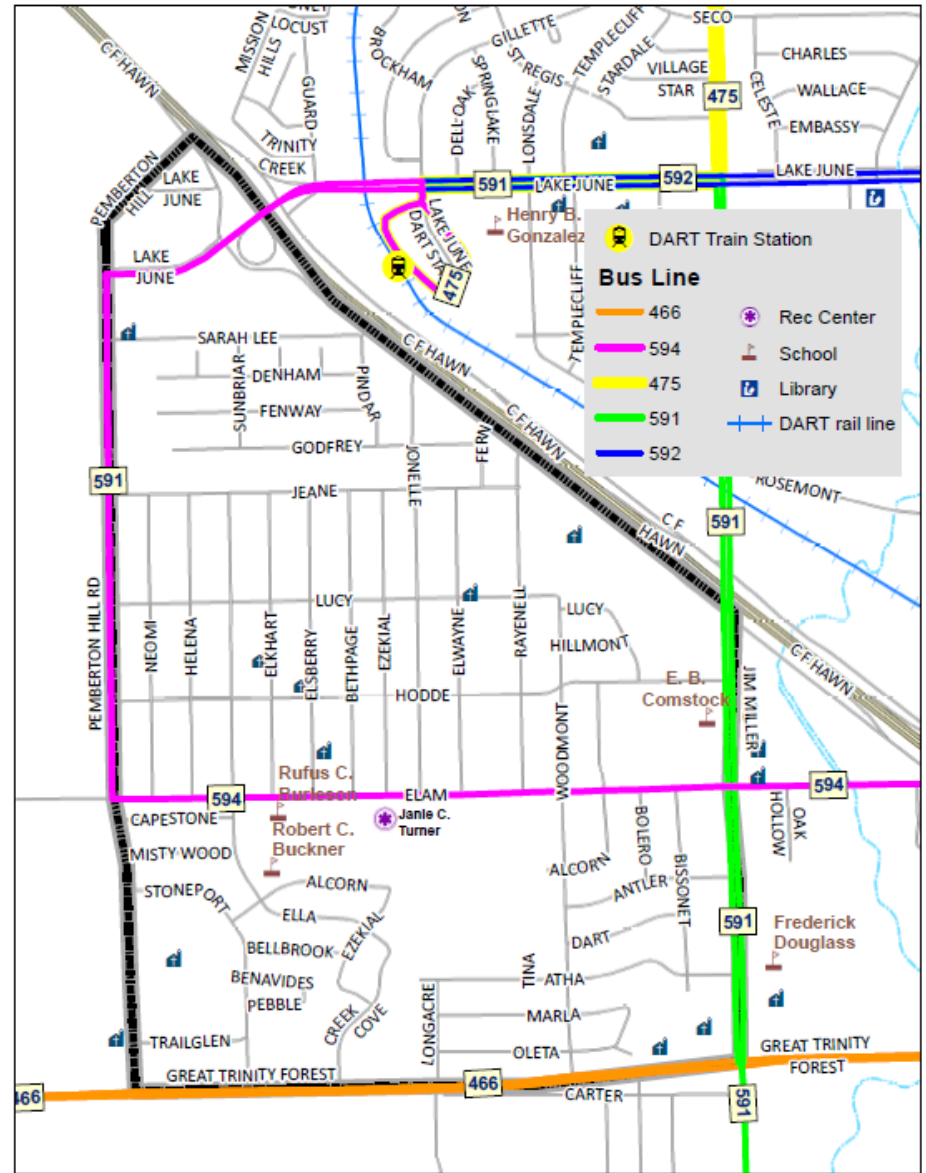 SECO
LOCUST
MISSION
HILLS
GUARD
BROCKHAM
GILLETTE
ST. REGIS
TEMPLECLIFF
STARDALE
VILLAGE
STAR
475
CELESTE
CHARLES
WALLACE
EMBASSY
C F HAWN
DELL OAK
SPRINGLAKE
LONSDALE
TRINITY
CREEK
PEMBERTON
HILL
LAKE
JUNE
591
LAKE JUNE
592
LAKE JUNE
LAKE JUNE
DART STA
475
Henry B.
Gonzalez
LAKE
JUNE
TEMPLECLIFF
DART Train Station
Bus Line
466
594
475
591
592
Rec Center
School
Library
DART rail line
SARAH LEE
C F HAWN
DENHAM
SUNBRIAR
PINDAR
FENWAY
C F HAWN
GODFREY
JONELLE
FERN
591
JEANE
ROSEMONT
591
C F
HAWN
LUCY
LUCY
HILLMONT
PEMBERTON HILL RD
NEOMI
HELENA
ELKHART
ELSBERRY
BETHPAGE
EZEKIAL
ELWAYNE
RAYENELL
HODDE
E. B.
Comstock
JIM MILLER
C F HAWN
WOODMONT
Rufus C.
Burleson
594
ELAM
594
CAPESTONE
Janie C.
Turner
Robert C.
Buckner
BOLERO
BISSONET
HOLLOW
OAK
MISTY WOOD
ALCORN
STONEPORT
ALCORN
ANTLER
ELLA
EZEKIAL
591
Frederick
Douglass
BELLBROOK
DART
BENAVIDES
TINA
ATHA
PEBBLE
CREEK
COVE
LONGACRE
MARLA
TRAILGLEN
OLETA
GREAT TRINITY
FOREST
GREAT TRINITY FOREST
466
466
CARTER
591